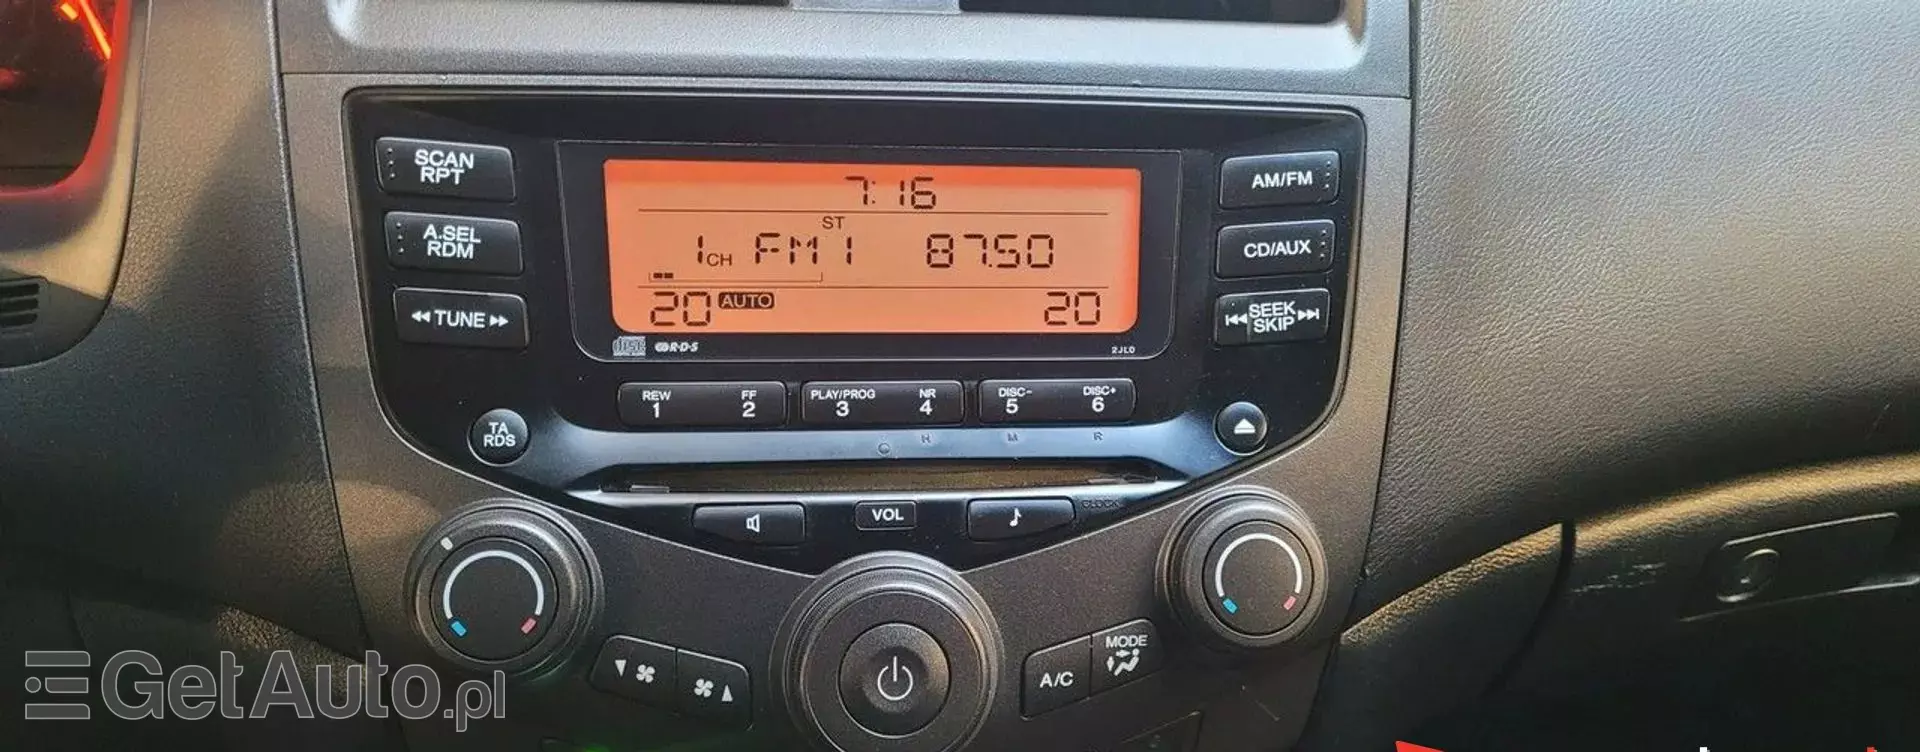 SCAN
RPT
A.SEL
RDM
TUNE
TA
RDS
7:16
ST
1CH FM1 87.50
20 AUTO 20
disc R·D·S 2JL0
AM/FM
CD/AUX
SEEK
SKIP
REW
1
FF
2
PLAY/PROG
3
NR
4
DISC-
5
DISC+
6
C H M R
VOL
CLOCK
A/C
MODE
GetAuto.pl